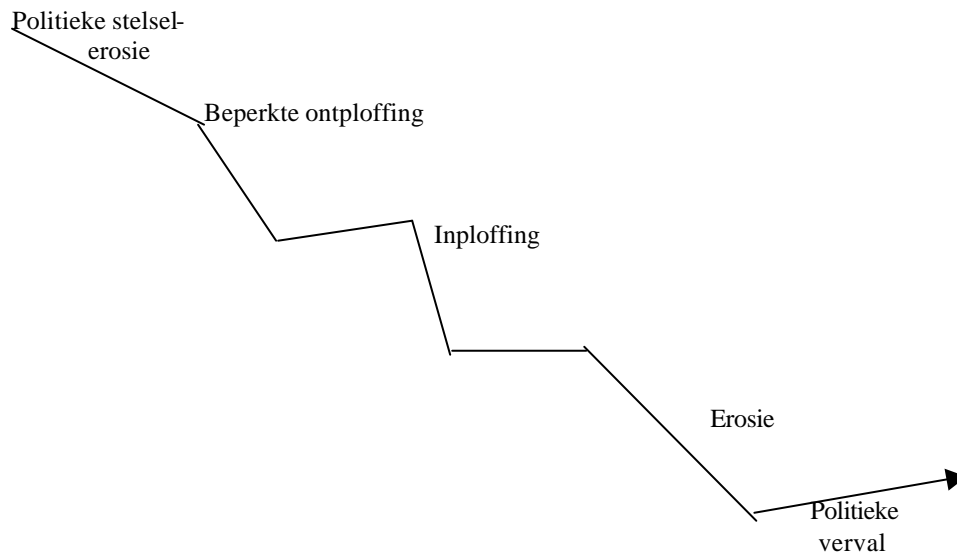 Politieke stelsel-
erosie
Beperkte ontploffing
Inploffing
Erosie
Politieke
verval